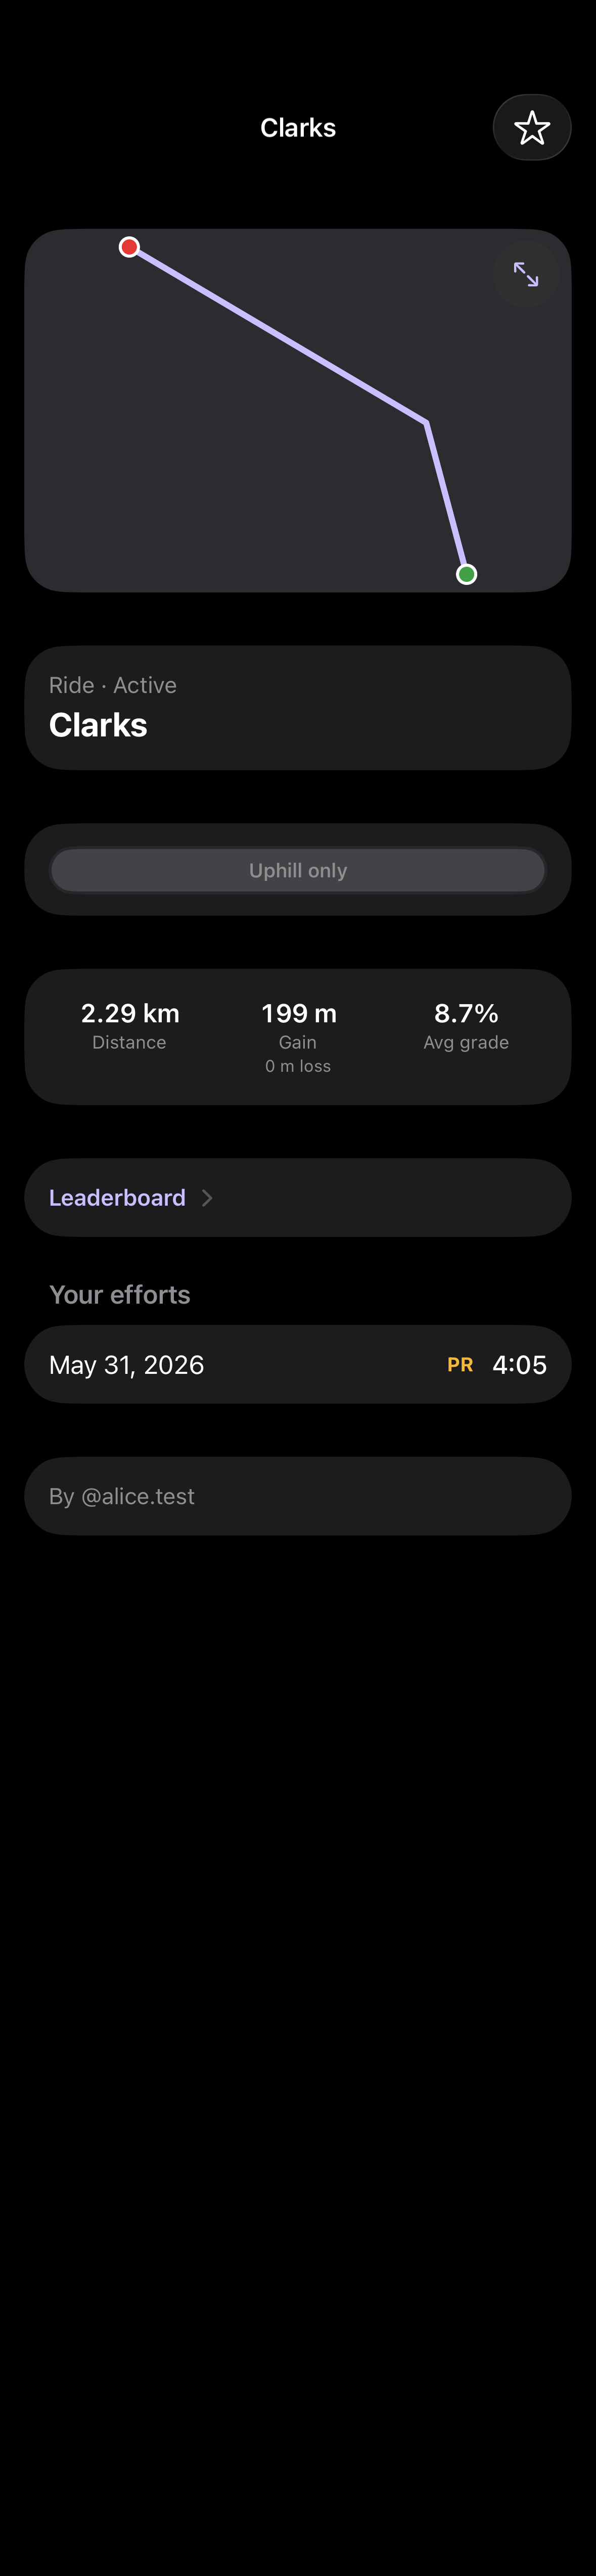 Clarks
Ride · Active
Clarks
Uphill only
2.29 km
Distance
199 m
Gain
0 m loss
8.7%
Avg grade
Leaderboard
Your efforts
May 31, 2026 PR 4:05
By @alice.test